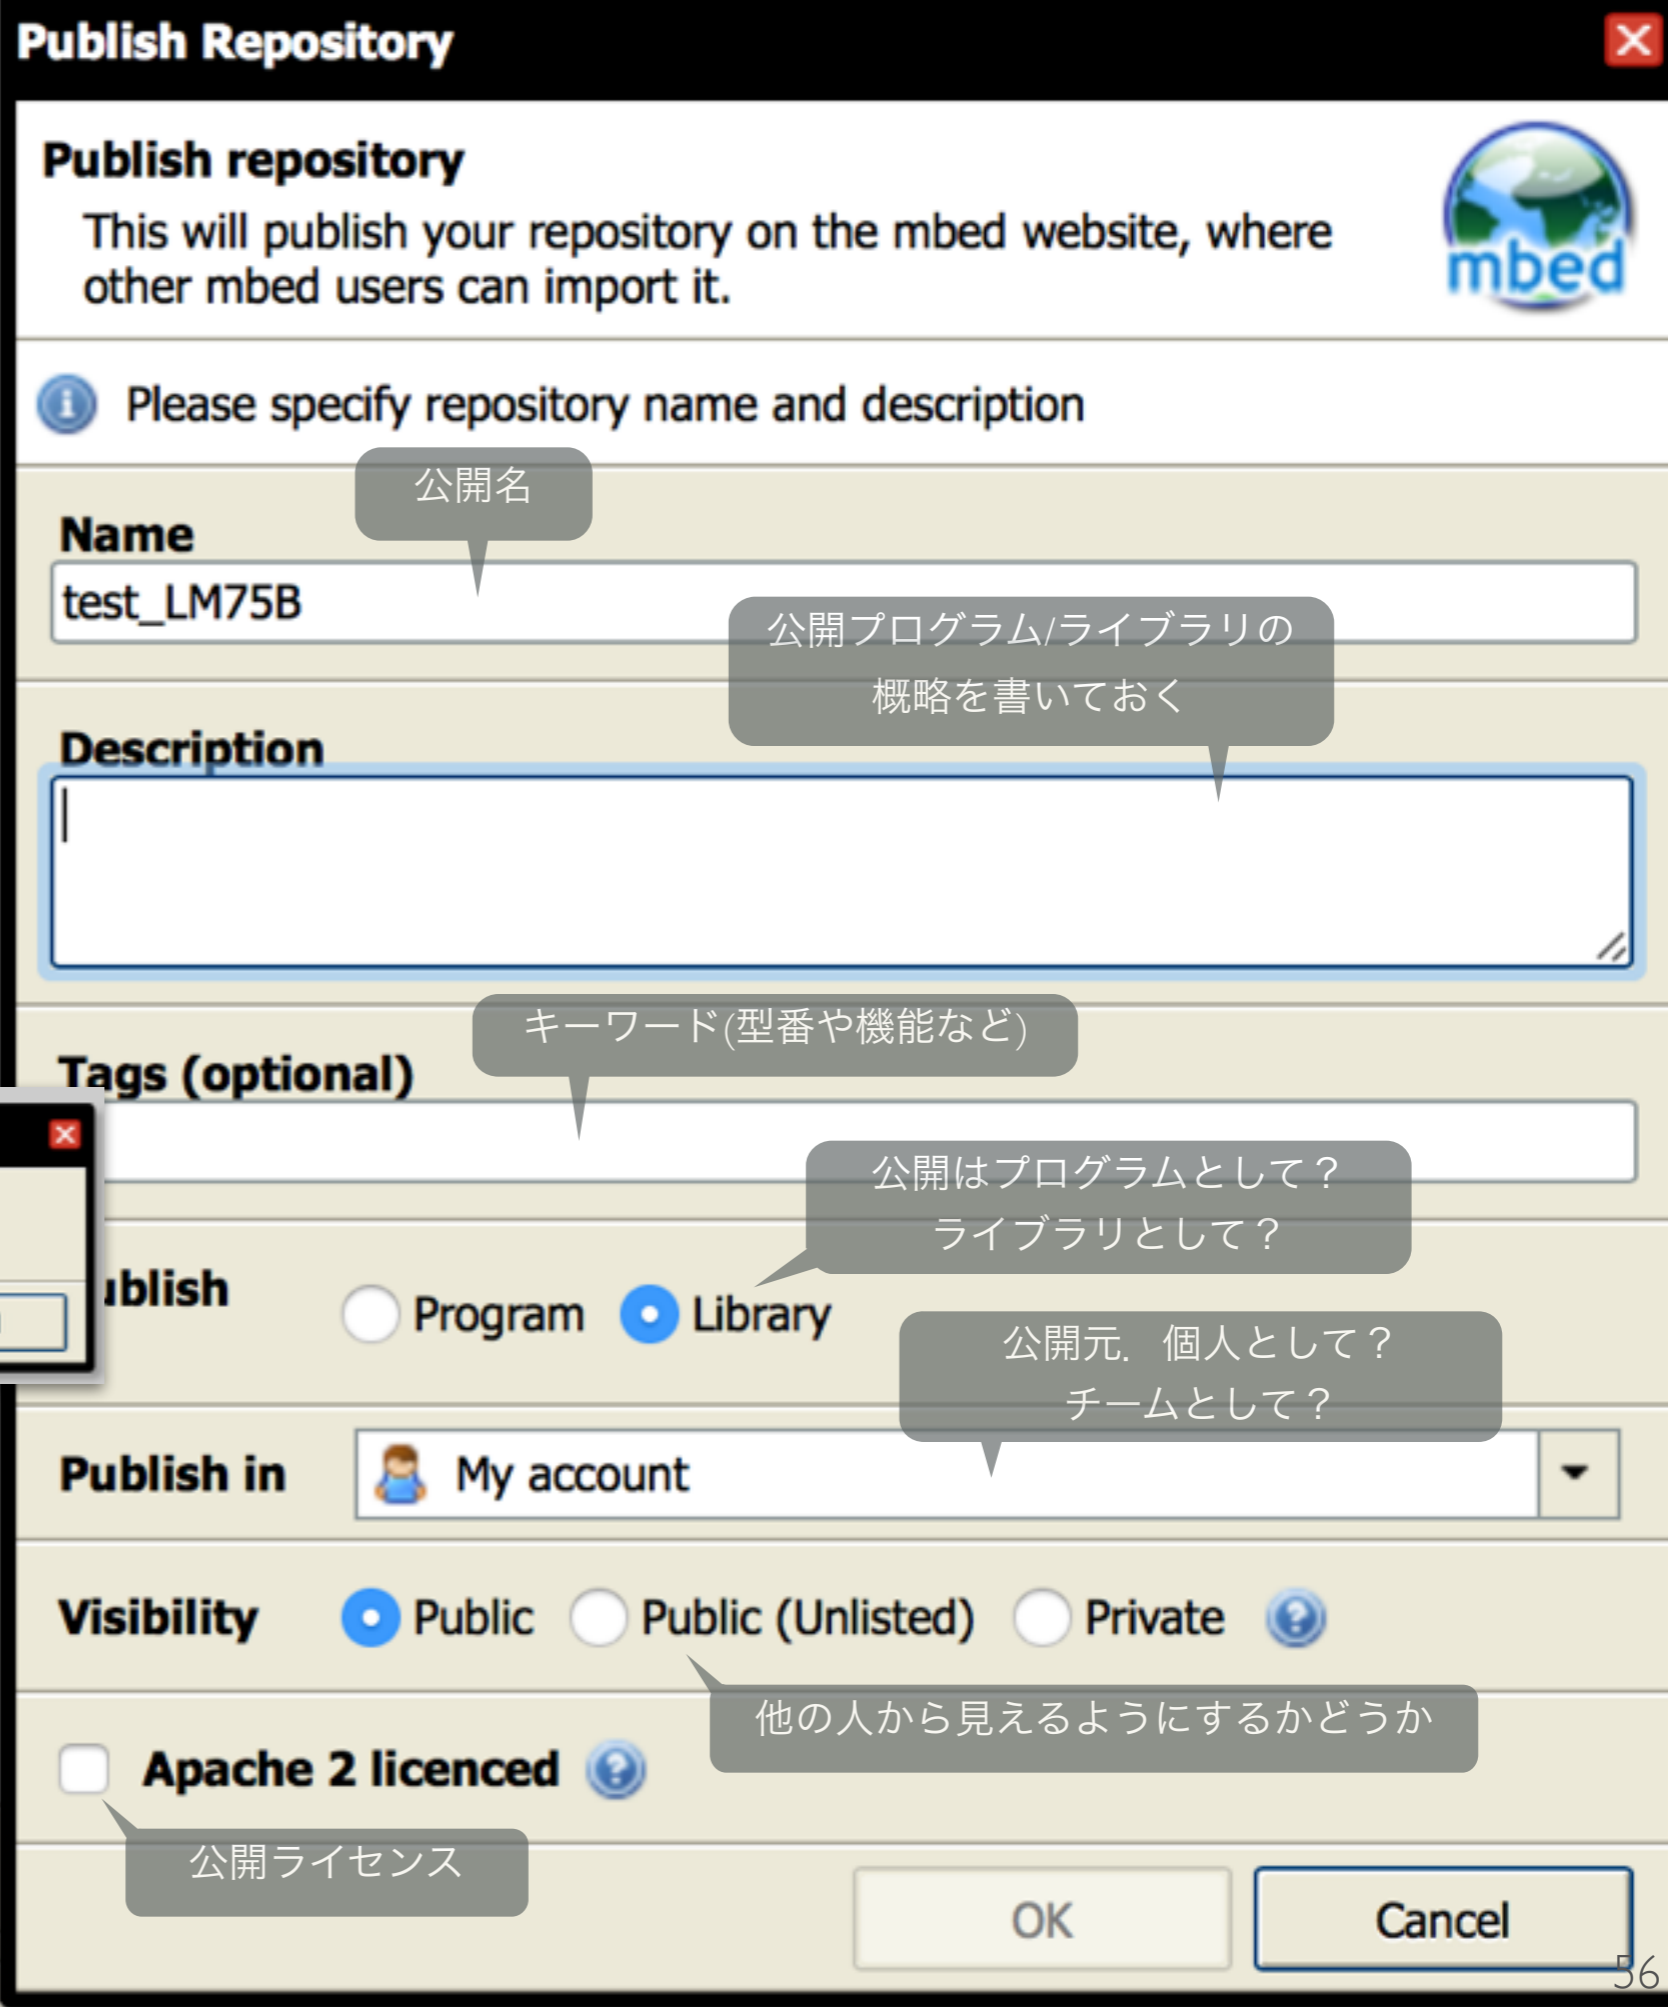 Publish Repository
Publish repository
This will publish your repository on the mbed website, where
other mbed users can import it.
mbed
Please specify repository name and description
公開名
Name
test_LM75B
公開プログラム/ライブラリの
概略を書いておく
Description
キーワード(型番や機能など)
Tags (optional)
公開はプログラムとして？
ライブラリとして？
ublish
Program
Library
公開元．個人として？
チームとして？
Publish in
My account
Visibility
Public
Public (Unlisted)
Private
他の人から見えるようにするかどうか
Apache 2 licenced
公開ライセンス
OK
Cancel
56